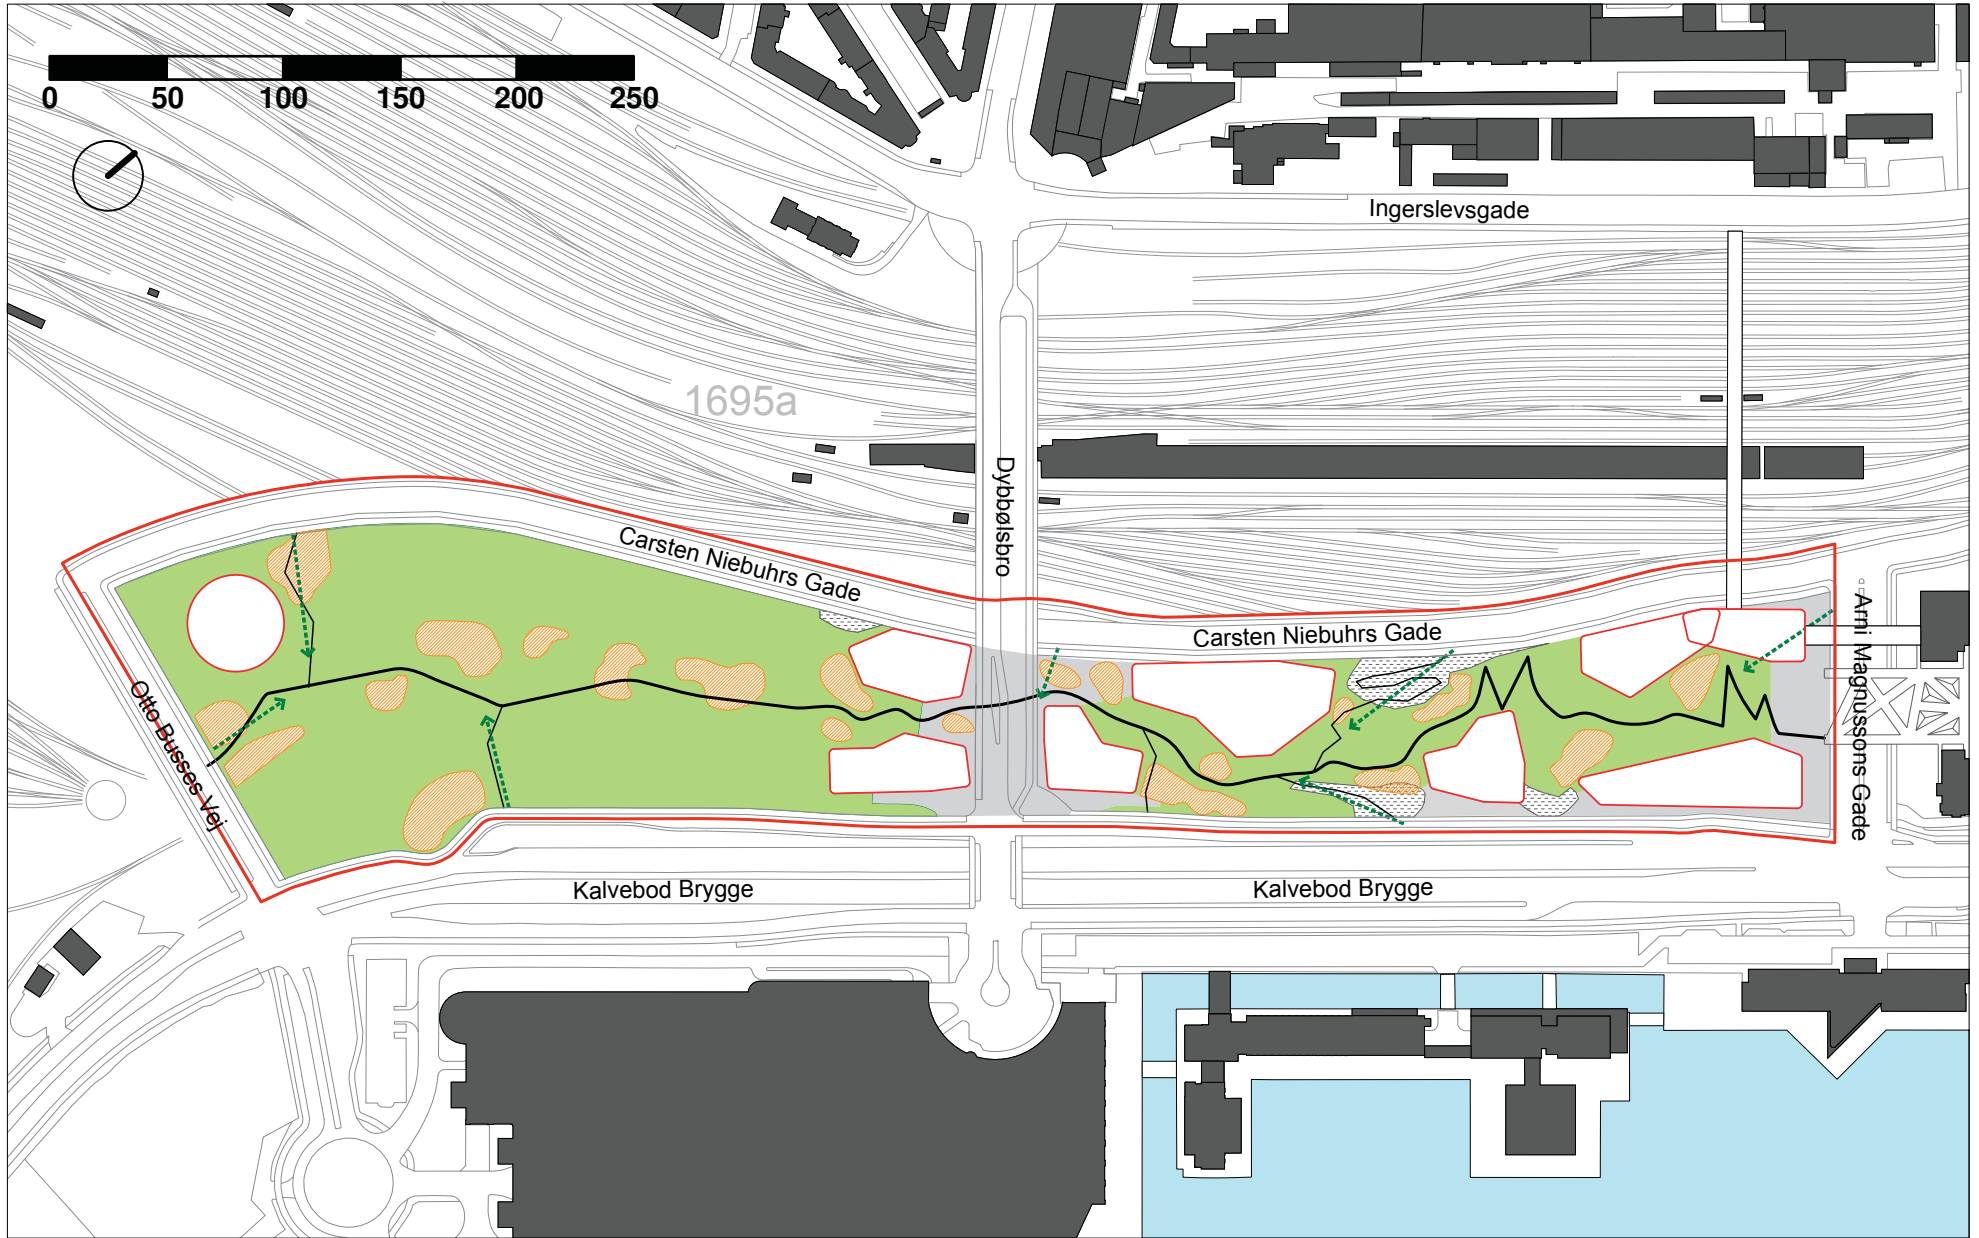 0 50 100 150 200 250
Ingerslevsgade
1695a
Dybbølsbro
Carsten Niebuhrs Gade
Carsten Niebuhrs Gade
Arni Magnussons Gade
Otto Busses Vej
Kalvebod Brygge
Kalvebod Brygge